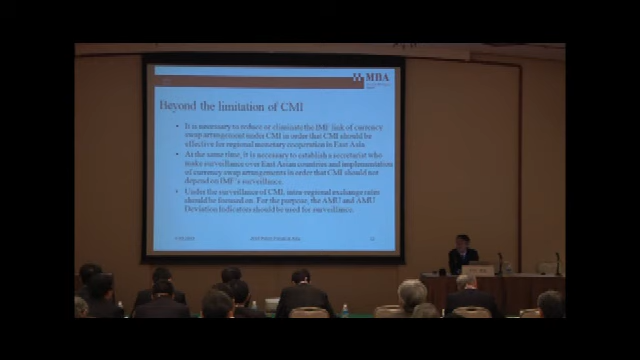 MBA
Beyond the limitation of CMI
• It is necessary to reduce or eliminate the IMF link of currency
swap arrangement under CMI in order that CMI should be
effective for regional monetary cooperation in East Asia.
• At the same time, it is necessary to establish a secretariat who
make surveillance over East Asian countries and implementation
of currency swap arrangements in order that CMI should not
depend on IMF's surveillance.
• Under the surveillance of CMI, intra-regional exchange rates
should be focused on. For the purpose, the AMU and AMU
Deviation Indicators should be used for surveillance.